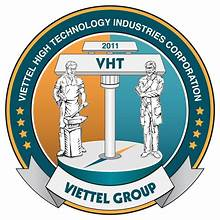 VIETTEL HIGH TECHNOLOGY INDUSTRIES CORPORATION
2011
VHT
VIETTEL GROUP